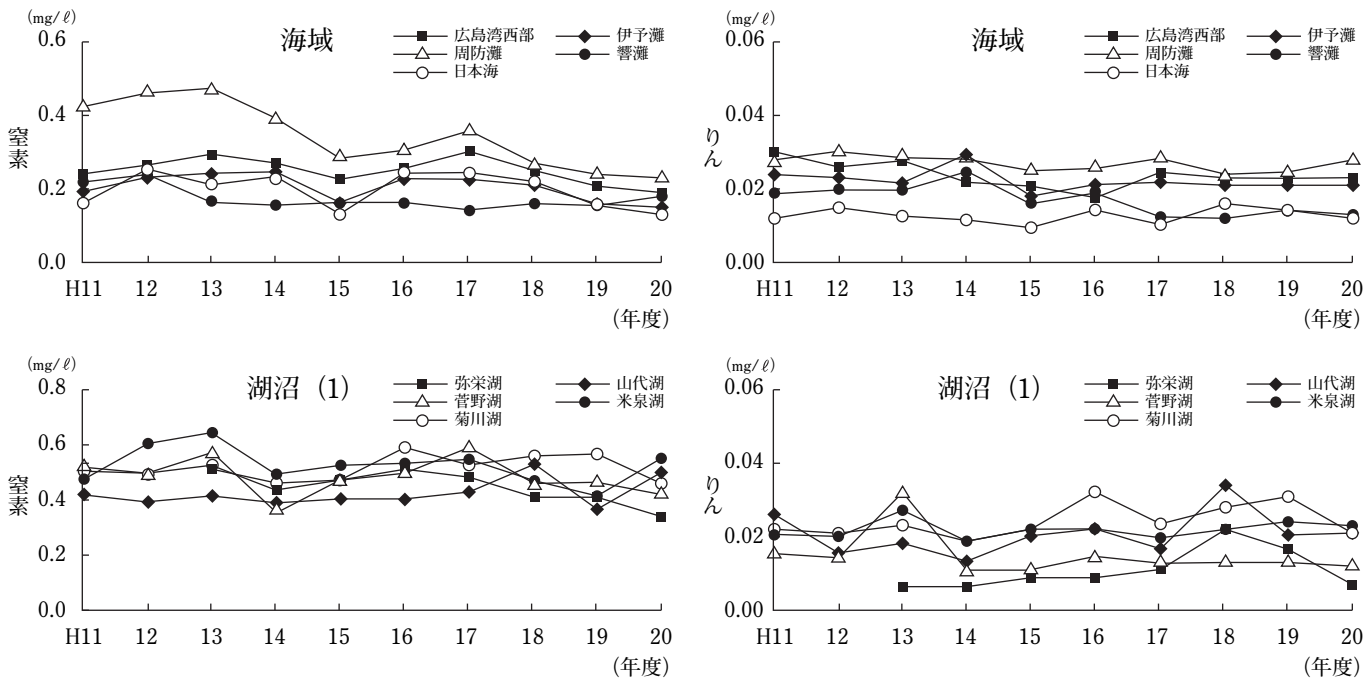 (mg/ℓ)
海域
広島湾西部 伊予灘
周防灘 響灘
日本海
0.6
0.4
0.2
0.0
窒素
H11 12 13 14 15 16 17 18 19 20
(年度)
(mg/ℓ)
海域
広島湾西部 伊予灘
周防灘 響灘
日本海
0.06
0.04
0.02
0.00
りん
H11 12 13 14 15 16 17 18 19 20
(年度)
(mg/ℓ)
湖沼（1）
弥栄湖 山代湖
菅野湖 米泉湖
菊川湖
0.8
0.6
0.4
0.2
0.0
窒素
H11 12 13 14 15 16 17 18 19 20
(年度)
(mg/ℓ)
湖沼（1）
弥栄湖 山代湖
菅野湖 米泉湖
菊川湖
0.06
0.04
0.02
0.00
りん
H11 12 13 14 15 16 17 18 19 20
(年度)